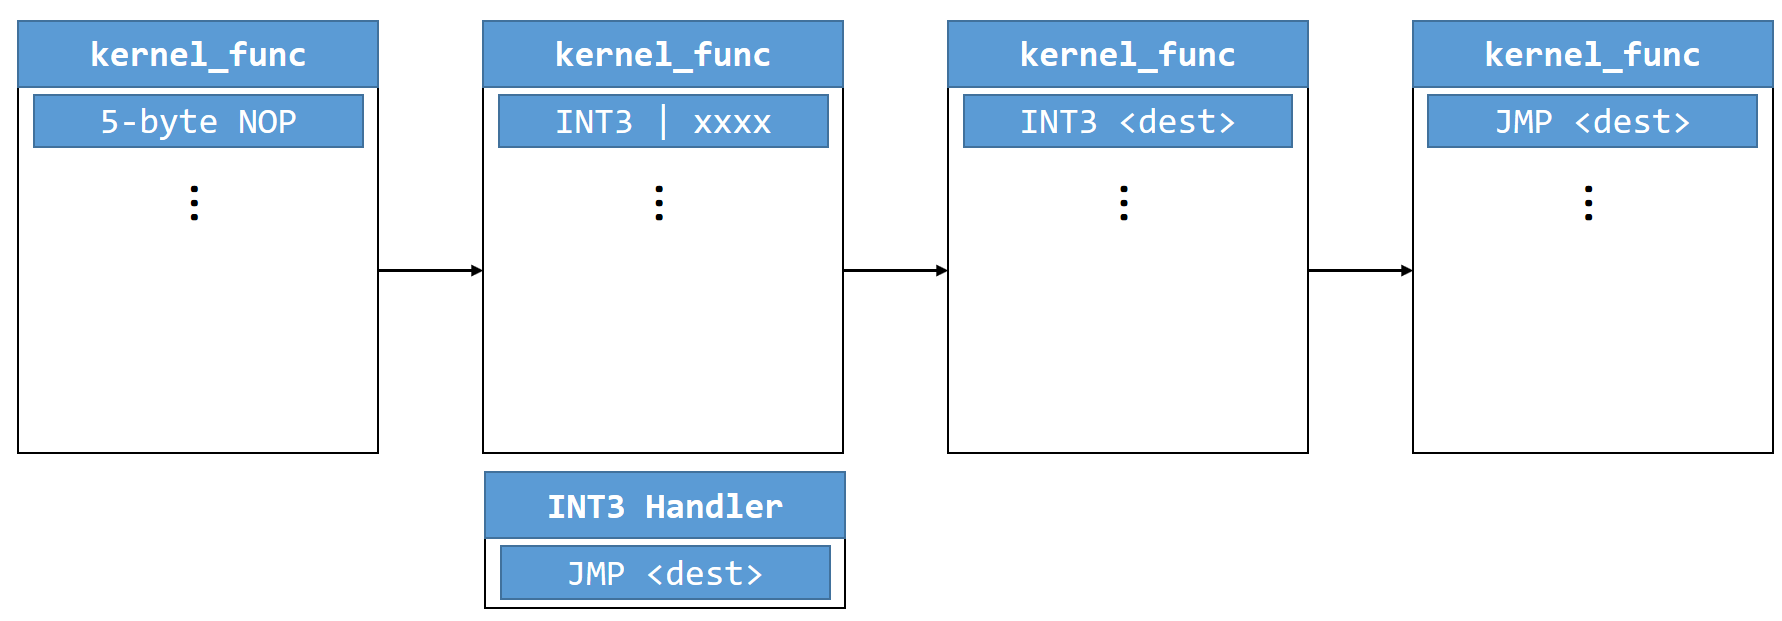 kernel_func
5-byte NOP
kernel_func
INT3 | xxxx
kernel_func
INT3 <dest>
kernel_func
JMP <dest>
INT3 Handler
JMP <dest>